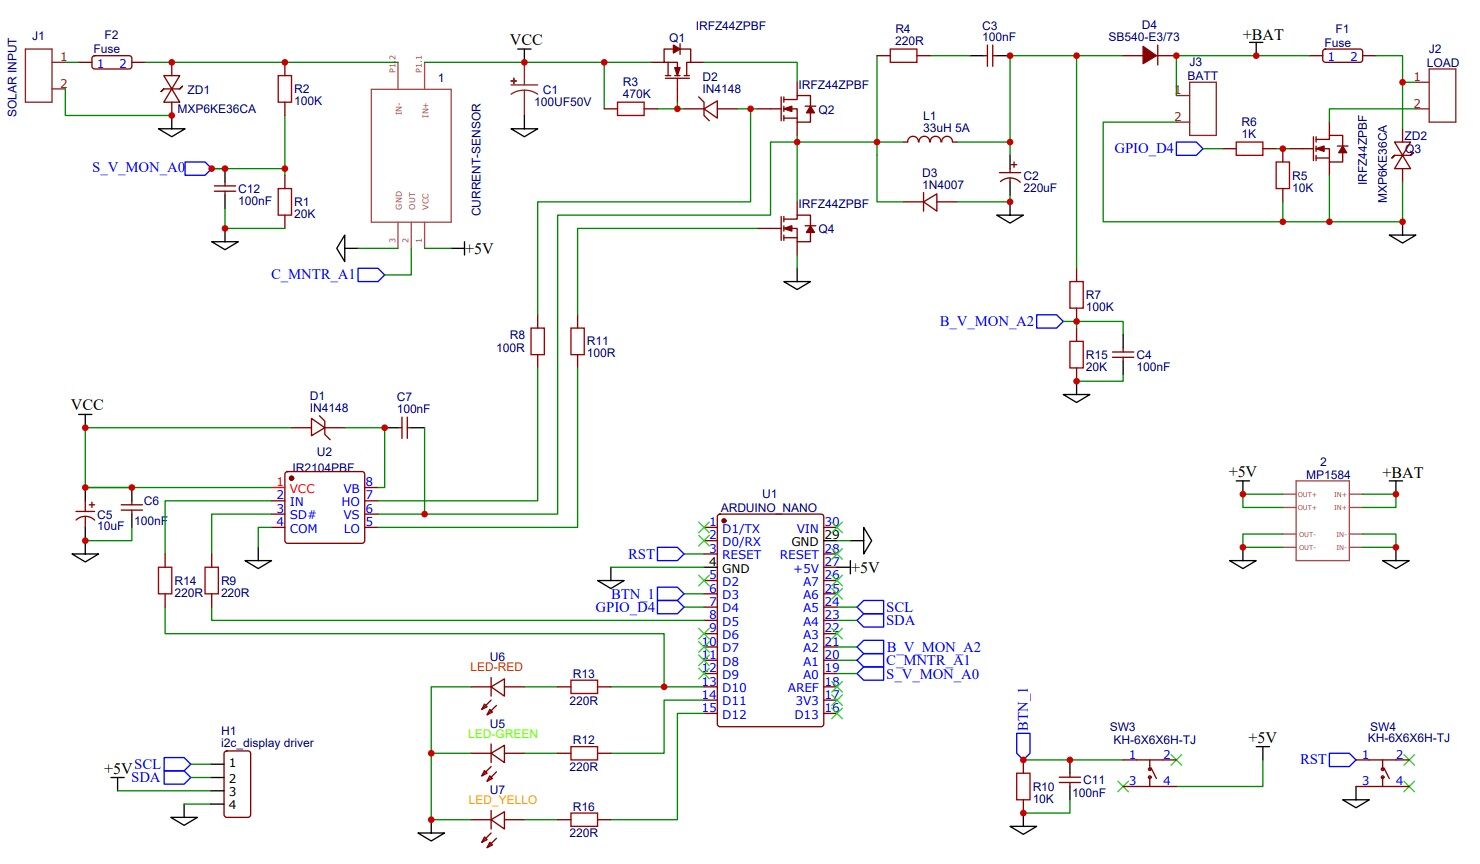 SOLAR INPUT
J1
1
2
F2
Fuse
1 2
ZD1
MXP6KE36CA
R2
100K
S_V_MON_A0
C12
100nF
R1
20K
P1.2
P1.1
1
IN-
IN+
GND
OUT
VCC
3
2
1
CURRENT-SENSOR
+5V
C_MNTR_A1
VCC
C1
100UF50V
IRFZ44ZPBF
Q1
R3
470K
D2
IN4148
IRFZ44ZPBF
Q2
IRFZ44ZPBF
Q4
R4
220R
C3
100nF
L1
33uH 5A
D3
1N4007
C2
220uF
D4
SB540-E3/73
+BAT
J3
BATT
1
2
F1
Fuse
1 2
J2
LOAD
1
2
GPIO_D4
R6
1K
R5
10K
IRFZ44ZPBF
MXP6KE36CA
ZD2
Q3
R7
100K
B_V_MON_A2
R15
20K
C4
100nF
R8
100R
R11
100R
VCC
D1
IN4148
C7
100nF
U2
IR2104PBF
1 VCC
2 IN
3 SD#
4 COM
VB 8
HO 7
VS 6
LO 5
C5
10uF
C6
100nF
R14
220R
R9
220R
U1
ARDUINO_NANO
1 D1/TX
2 D0/RX
3 RESET
4 GND
5 D2
6 D3
7 D4
8 D5
9 D6
10 D7
11 D8
12 D9
13 D10
14 D11
15 D12
VIN 30
GND 29
RESET 28
+5V 27
A7 26
A6 25
A5 24
A4 23
A3 22
A2 21
A1 20
A0 19
AREF 18
3V3 17
D13 16
RST
BTN_1
GPIO_D4
+5V
SCL
SDA
B_V_MON_A2
C_MNTR_A1
S_V_MON_A0
2
MP1584
+5V
+BAT
OUT+
OUT+
OUT-
OUT-
IN+
IN+
IN-
IN-
U6
LED-RED
R13
220R
U5
LED-GREEN
R12
220R
U7
LED_YELLO
R16
220R
H1
i2c_display driver
SCL
SDA
+5V
1
2
3
4
BTN_1
R10
10K
C11
100nF
SW3
KH-6X6X6H-TJ
1 2
3 4
+5V
SW4
KH-6X6X6H-TJ
RST
1 2
3 4